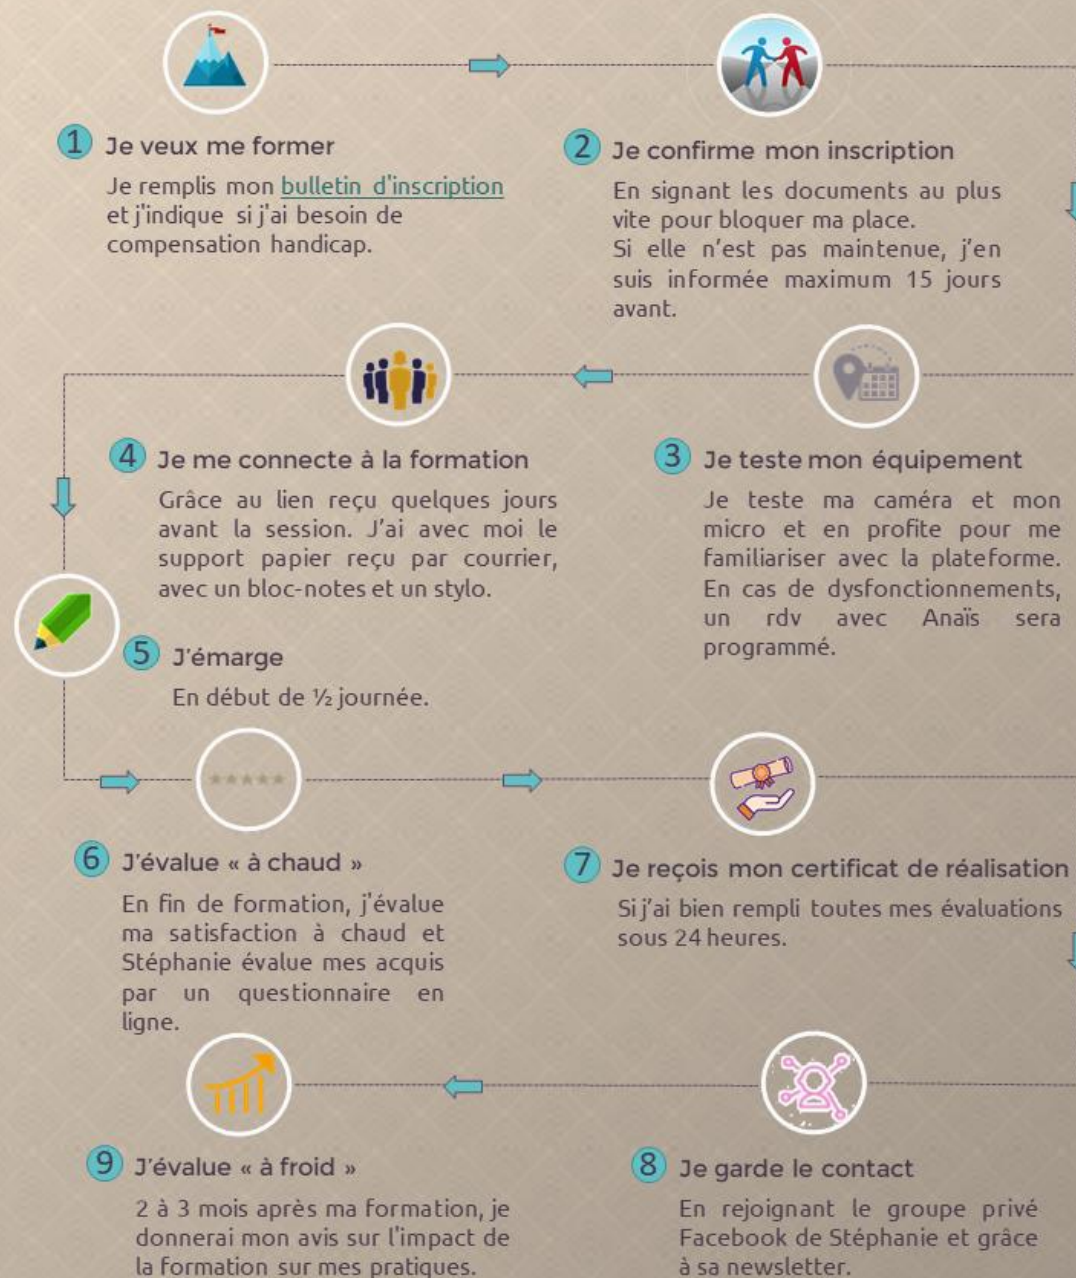 1 Je veux me former
Je remplis mon bulletin d'inscription
et j'indique si j'ai besoin de
compensation handicap.
2 Je confirme mon inscription
En signant les documents au plus
vite pour bloquer ma place.
Si elle n'est pas maintenue, j'en
suis informée maximum 15 jours
avant.
3 Je teste mon équipement
Je teste ma caméra et mon
micro et en profite pour me
familiariser avec la plateforme.
En cas de dysfonctionnements,
un rdv avec Anaïs sera
programmé.
4 Je me connecte à la formation
Grâce au lien reçu quelques jours
avant la session. J'ai avec moi le
support papier reçu par courrier,
avec un bloc-notes et un stylo.
5 J'émarge
En début de ½ journée.
6 J'évalue « à chaud »
En fin de formation, j'évalue
ma satisfaction à chaud et
Stéphanie évalue mes acquis
par un questionnaire en
ligne.
7 Je reçois mon certificat de réalisation
Si j'ai bien rempli toutes mes évaluations
sous 24 heures.
8 Je garde le contact
En rejoignant le groupe privé
Facebook de Stéphanie et grâce
à sa newsletter.
9 J'évalue « à froid »
2 à 3 mois après ma formation, je
donnerai mon avis sur l'impact de
la formation sur mes pratiques.